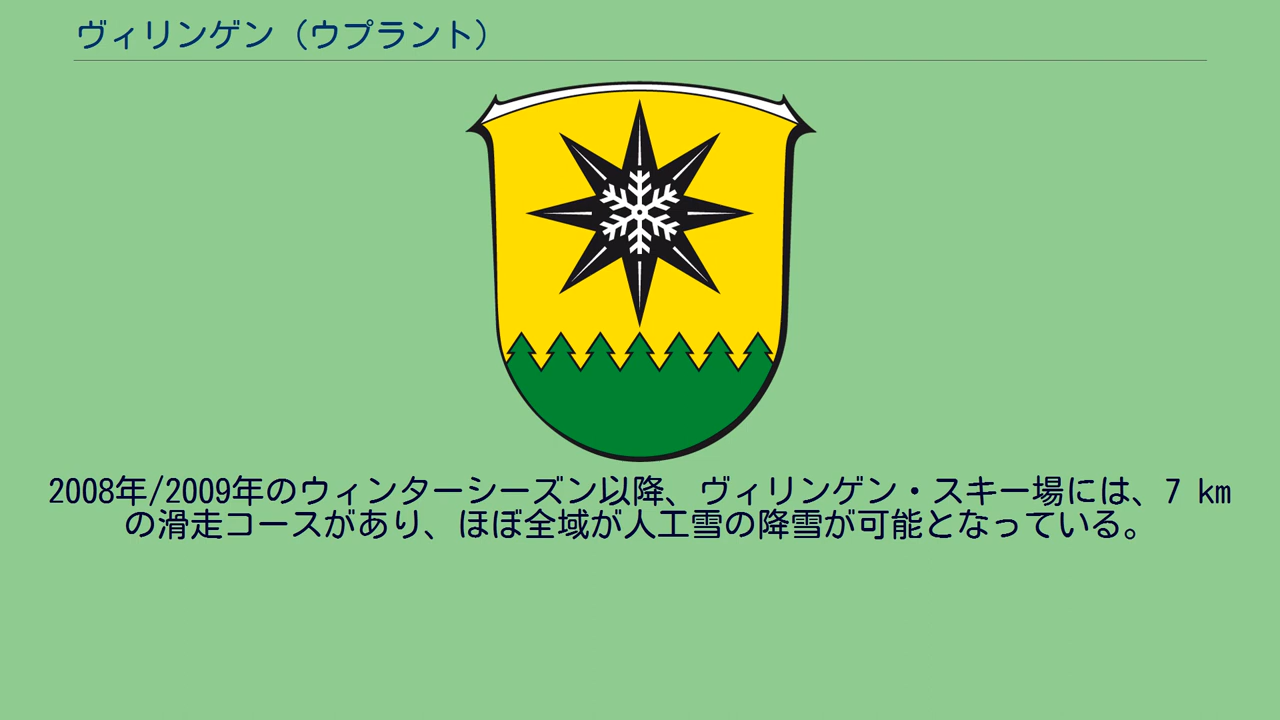 ヴィリンゲン（ウプラント）
2008年/2009年のウィンターシーズン以降、ヴィリンゲン・スキー場には、7 km
の滑走コースがあり、ほぼ全域が人工雪の降雪が可能となっている。